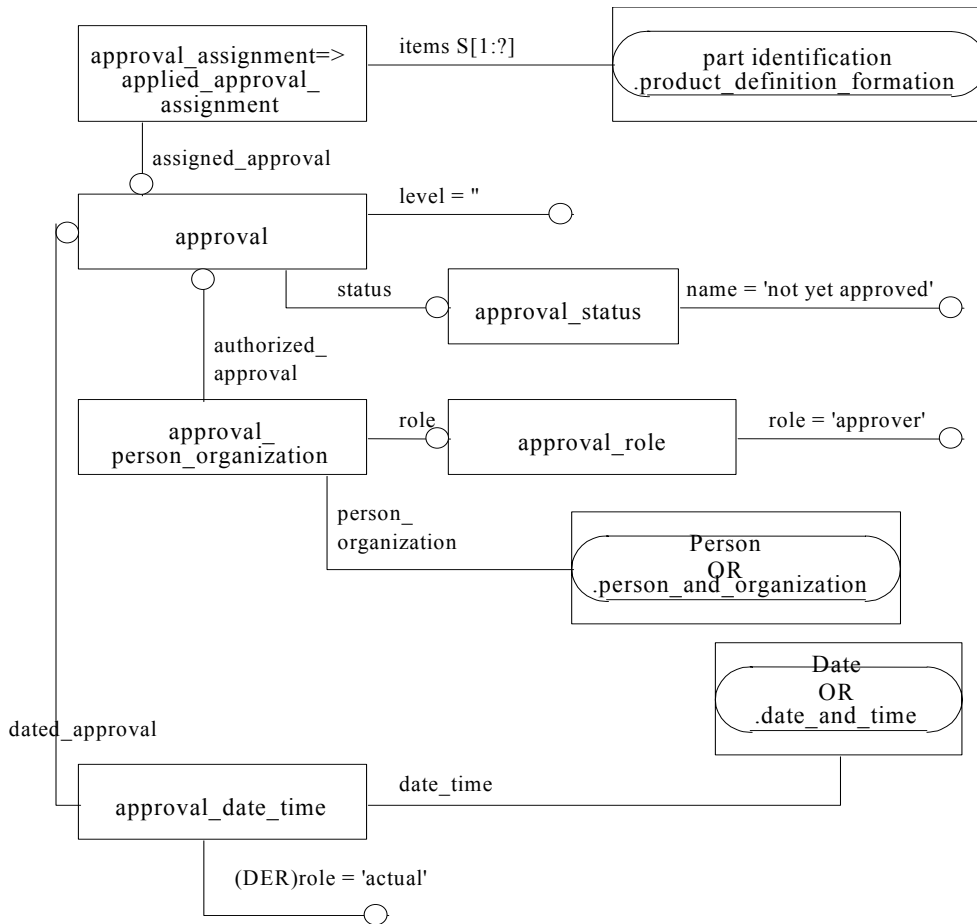 approval_assignment=>
applied_approval_
assignment
items S[1:?]
part identification
.product_definition_formation
assigned_approval
approval
level = ''
status
approval_status
name = 'not yet approved'
authorized_
approval
approval_
person_organization
role
approval_role
role = 'approver'
person_
organization
Person
OR
.person_and_organization
Date
OR
.date_and_time
dated_approval
approval_date_time
date_time
(DER)role = 'actual'